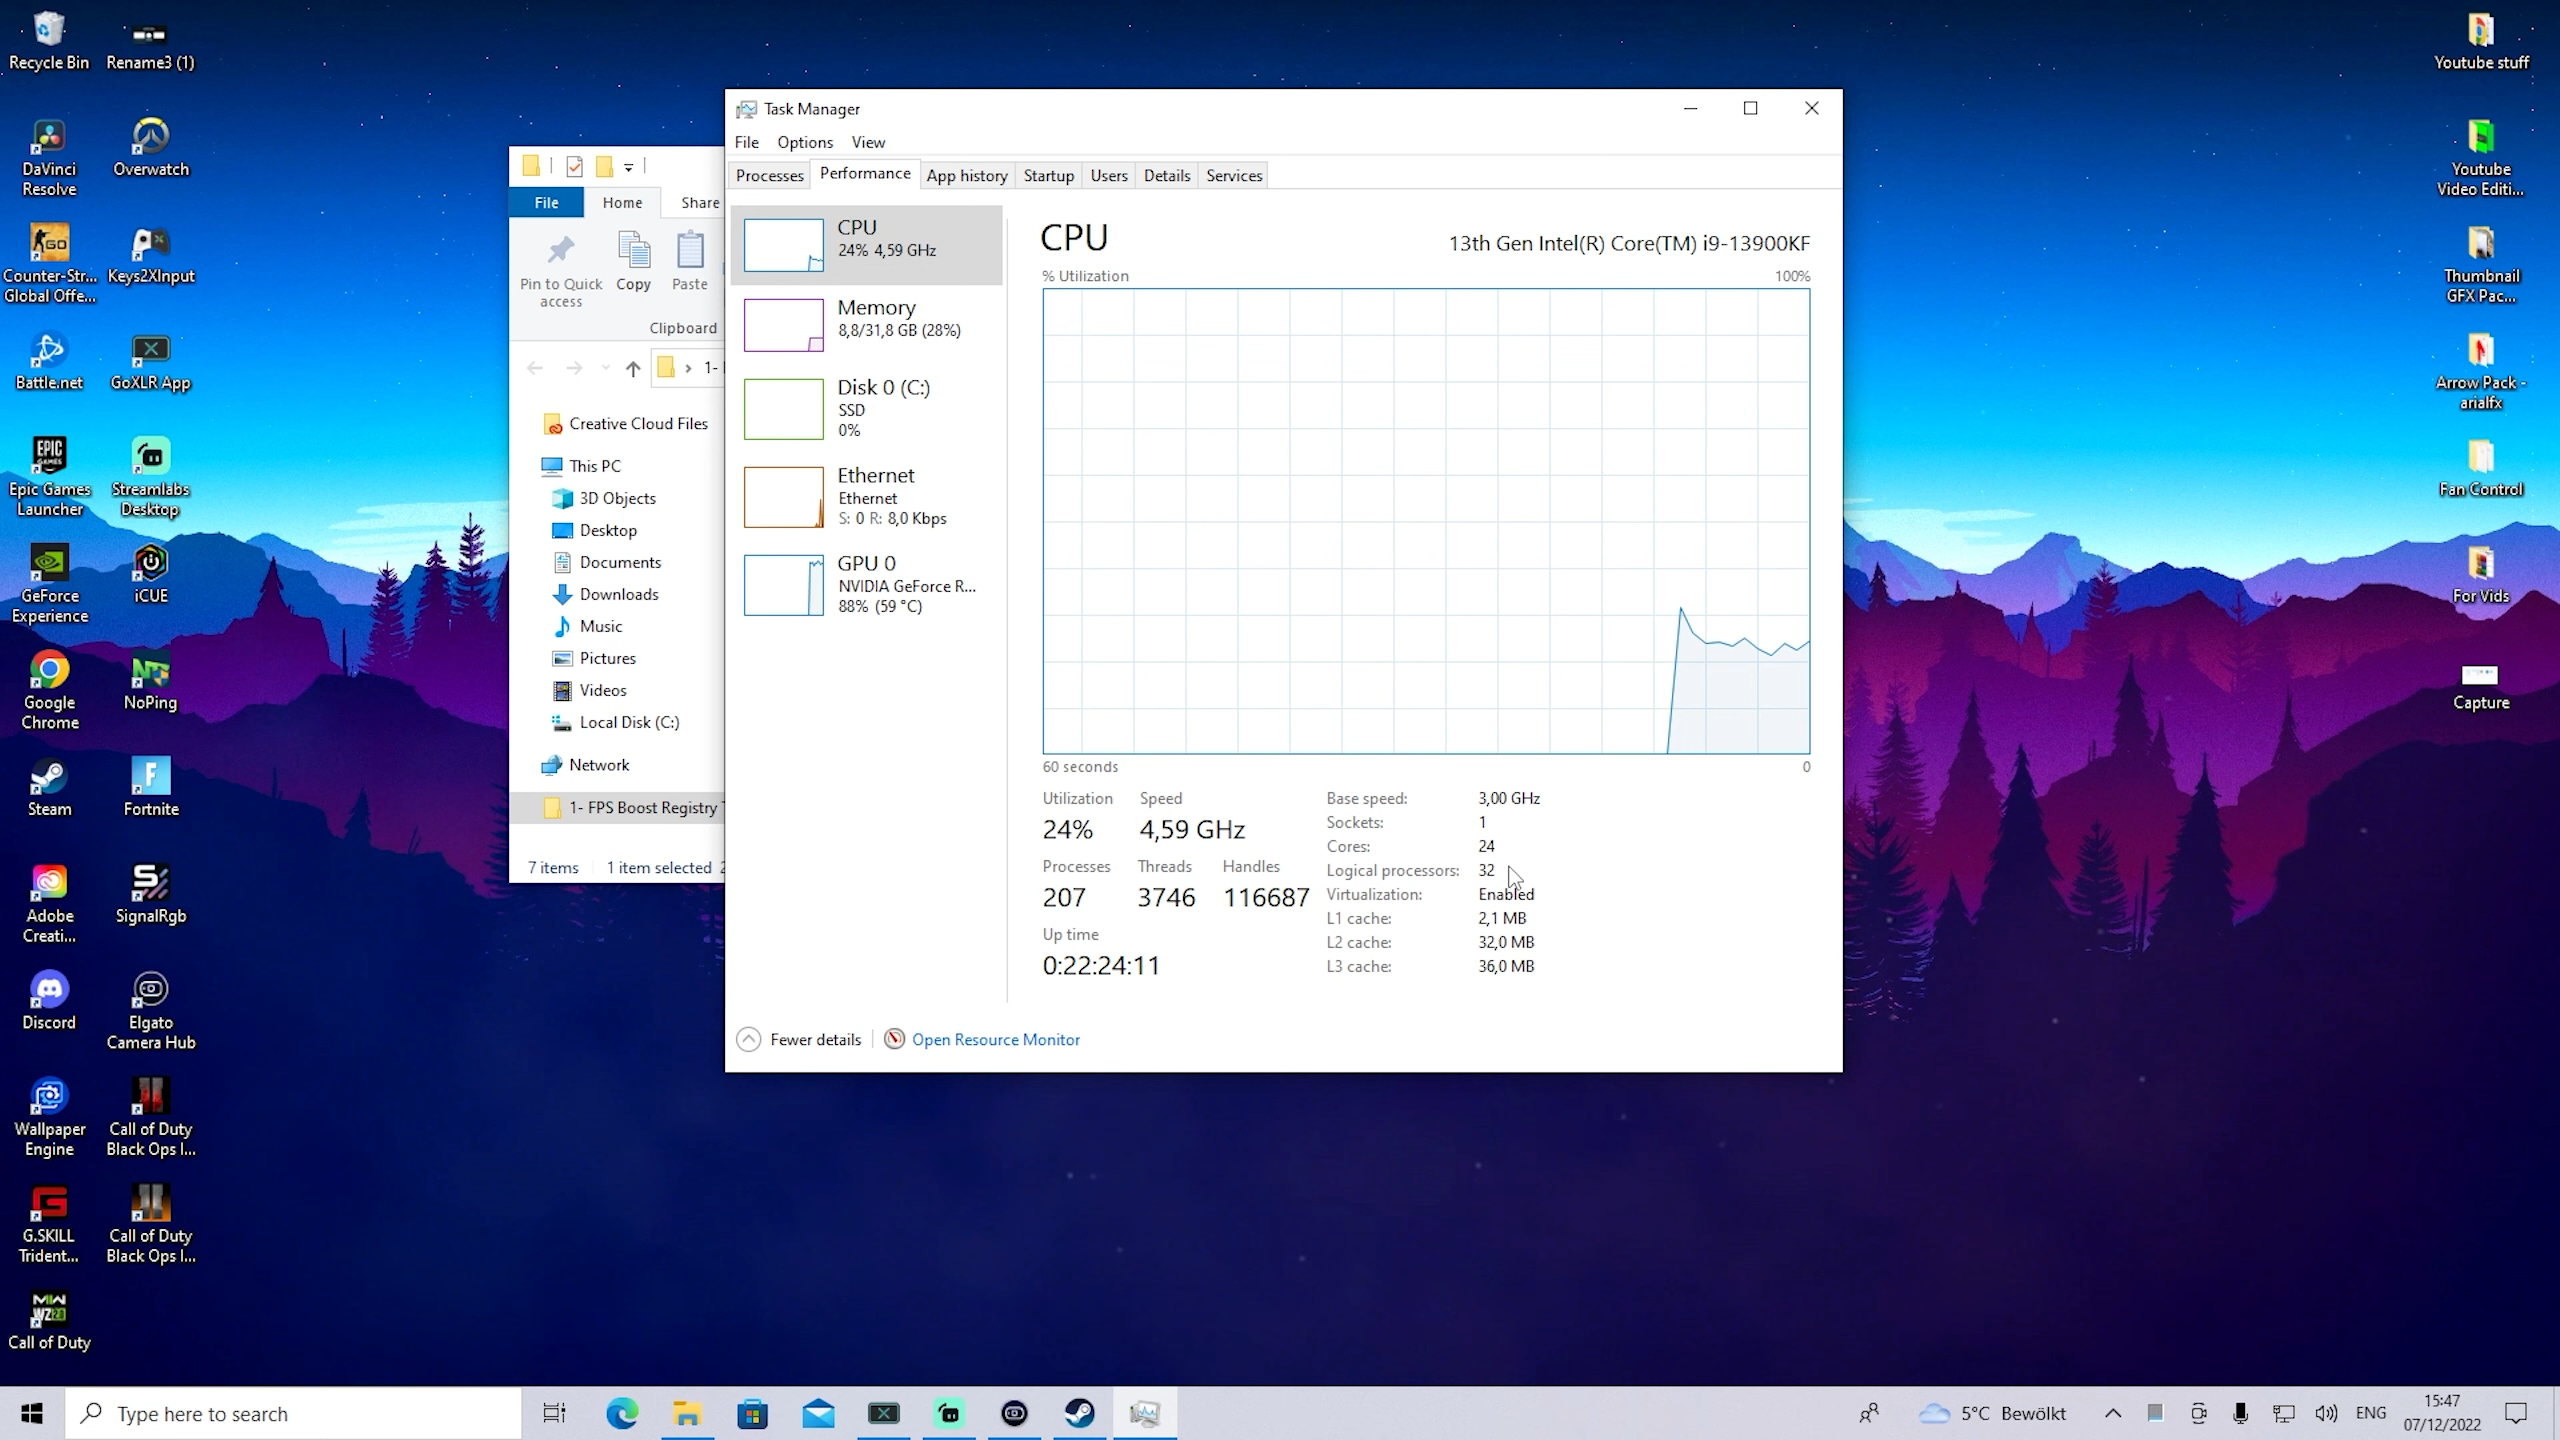 Recycle Bin
Rename3 (1)
DaVinci
Resolve
Overwatch
Counter-Str...
Global Offe...
Keys2XInput
Battle.net
GoXLR App
Epic Games
Launcher
Streamlabs
Desktop
GeForce
Experience
iCUE
Google
Chrome
NoPing
Steam
Fortnite
Adobe
Creati...
SignalRgb
Discord
Elgato
Camera Hub
Wallpaper
Engine
Call of Duty
Black Ops I...
G.SKILL
Trident...
Call of Duty
Black Ops I...
Call of Duty
File
Home
Share
Pin to Quick
access
Copy
Paste
Clipboard
1-
Creative Cloud Files
This PC
3D Objects
Desktop
Documents
Downloads
Music
Pictures
Videos
Local Disk (C:)
Network
1- FPS Boost Registry
7 items
1 item selected
Task Manager
File Options View
Processes Performance App history Startup Users Details Services
CPU
24% 4,59 GHz
Memory
8,8/31,8 GB (28%)
Disk 0 (C:)
SSD
0%
Ethernet
Ethernet
S: 0 R: 8,0 Kbps
GPU 0
NVIDIA GeForce R...
88% (59 °C)
CPU
13th Gen Intel(R) Core(TM) i9-13900KF
% Utilization
100%
60 seconds
0
Utilization Speed
24% 4,59 GHz
Processes Threads Handles
207 3746 116687
Up time
0:22:24:11
Base speed: 3,00 GHz
Sockets: 1
Cores: 24
Logical processors: 32
Virtualization: Enabled
L1 cache: 2,1 MB
L2 cache: 32,0 MB
L3 cache: 36,0 MB
Fewer details
Open Resource Monitor
Youtube stuff
Youtube
Video Editi...
Thumbnail
GFX Pac...
Arrow Pack -
arialfx
Fan Control
For Vids
Capture
Type here to search
5°C Bewölkt
ENG
15:47
07/12/2022